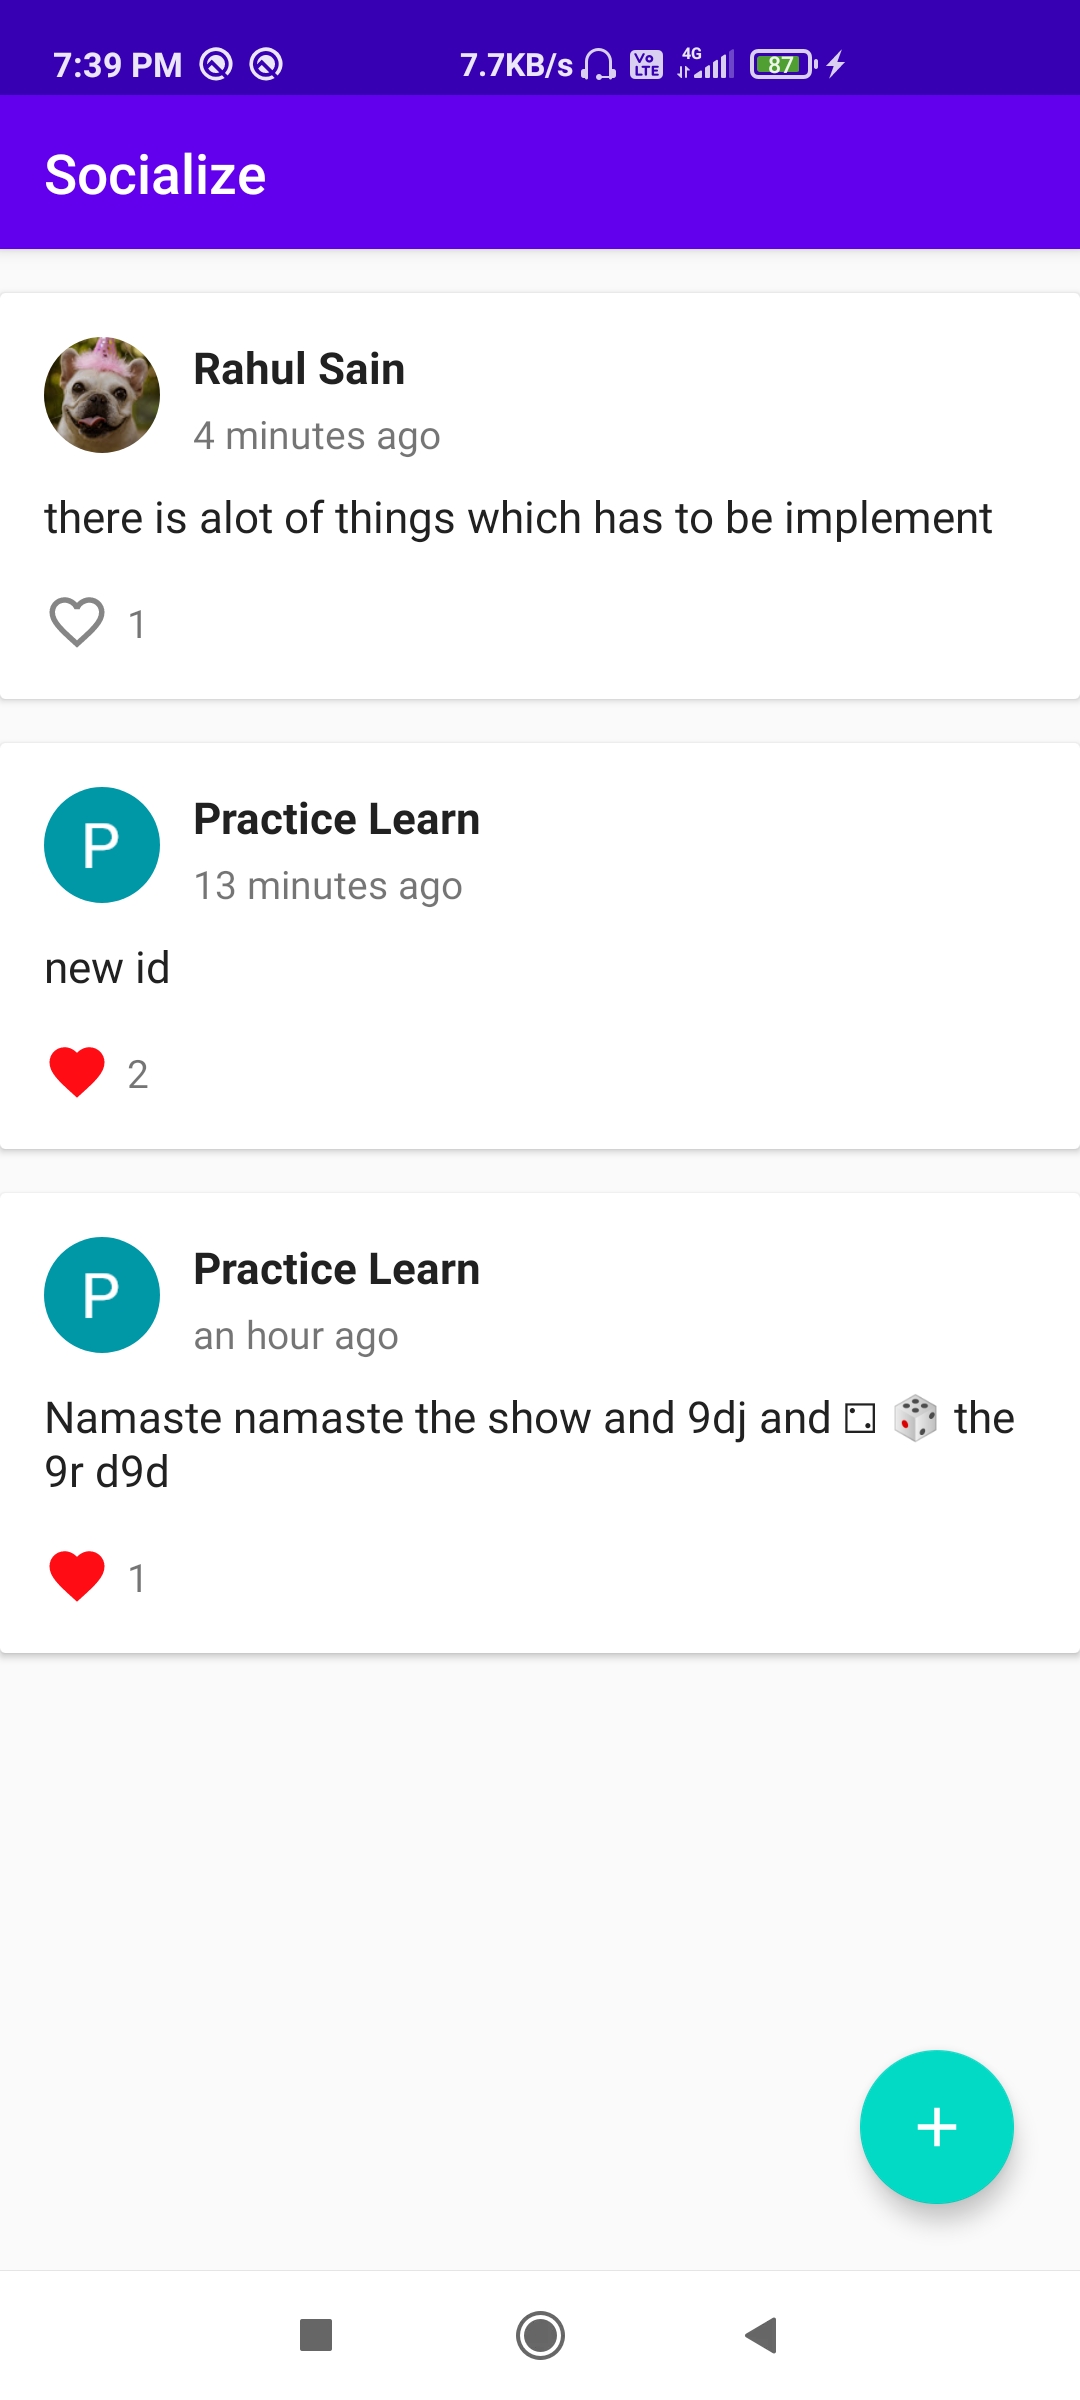 7:39 PM 7.7KB/s Vo LTE 4G 87
Socialize
Rahul Sain
4 minutes ago
there is alot of things which has to be implement
1
P
Practice Learn
13 minutes ago
new id
2
P
Practice Learn
an hour ago
Namaste namaste the show and 9dj and ⚁ 🎲 the
9r d9d
1
+